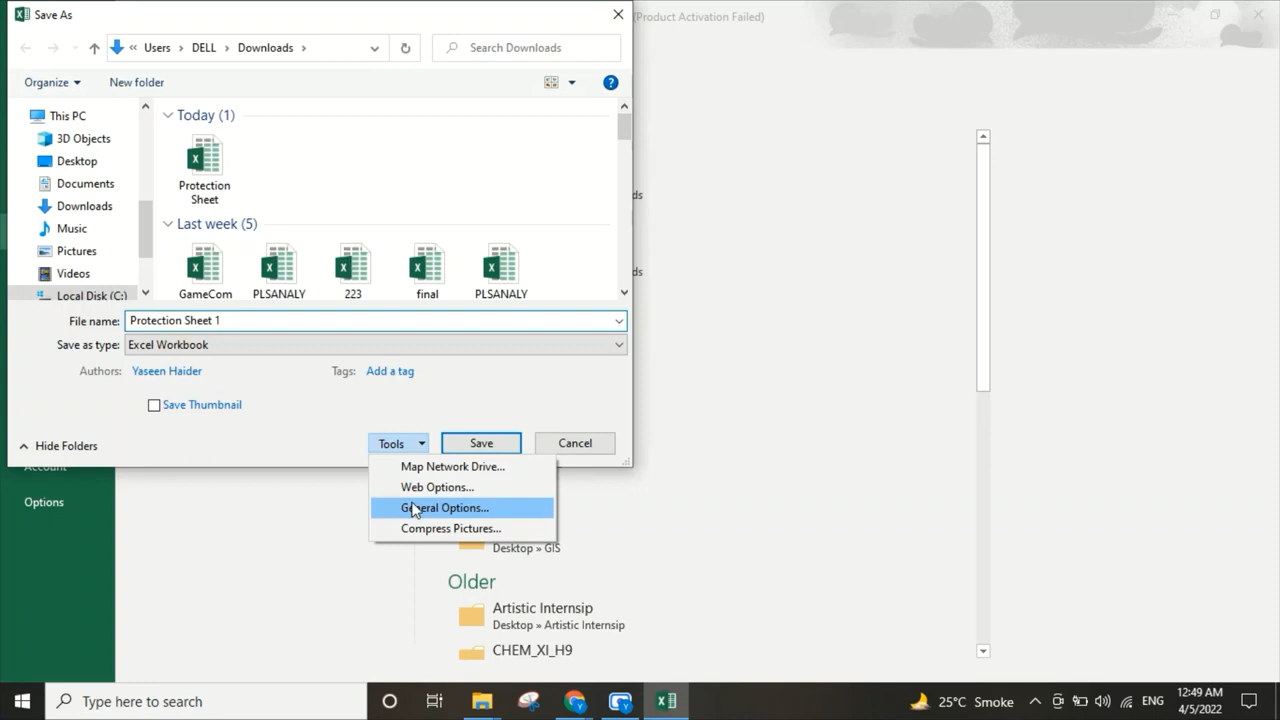 Save As
(Product Activation Failed)
Users
DELL
Downloads
Search Downloads
Organize
New folder
This PC
3D Objects
Desktop
Documents
Downloads
Music
Pictures
Videos
Local Disk (C:)
Today (1)
Protection
Sheet
Last week (5)
GameCom
PLSANALY
223
final
PLSANALY
File name:
Protection Sheet 1
Save as type:
Excel Workbook
Authors:
Yaseen Haider
Tags:
Add a tag
Save Thumbnail
Hide Folders
Tools
Save
Cancel
Map Network Drive...
Web Options...
General Options...
Compress Pictures...
Account
Options
ds
ds
Desktop » GIS
Older
Artistic Internsip
Desktop » Artistic Internsip
CHEM_XI_H9
Type here to search
25°C Smoke
ENG
12:49 AM
4/5/2022